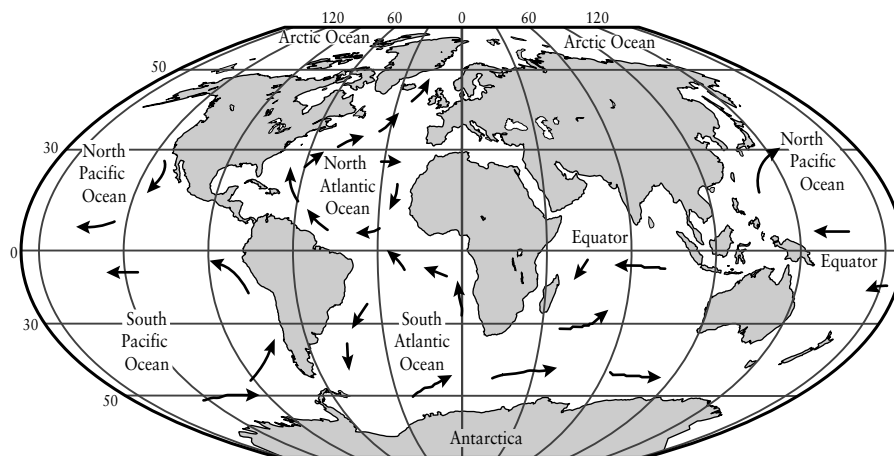 120 60 0 60 120
Arctic Ocean
Arctic Ocean
50
30
North
Pacific
Ocean
North
Atlantic
Ocean
North
Pacific
Ocean
0
Equator
Equator
30
South
Pacific
Ocean
South
Atlantic
Ocean
50
Antarctica